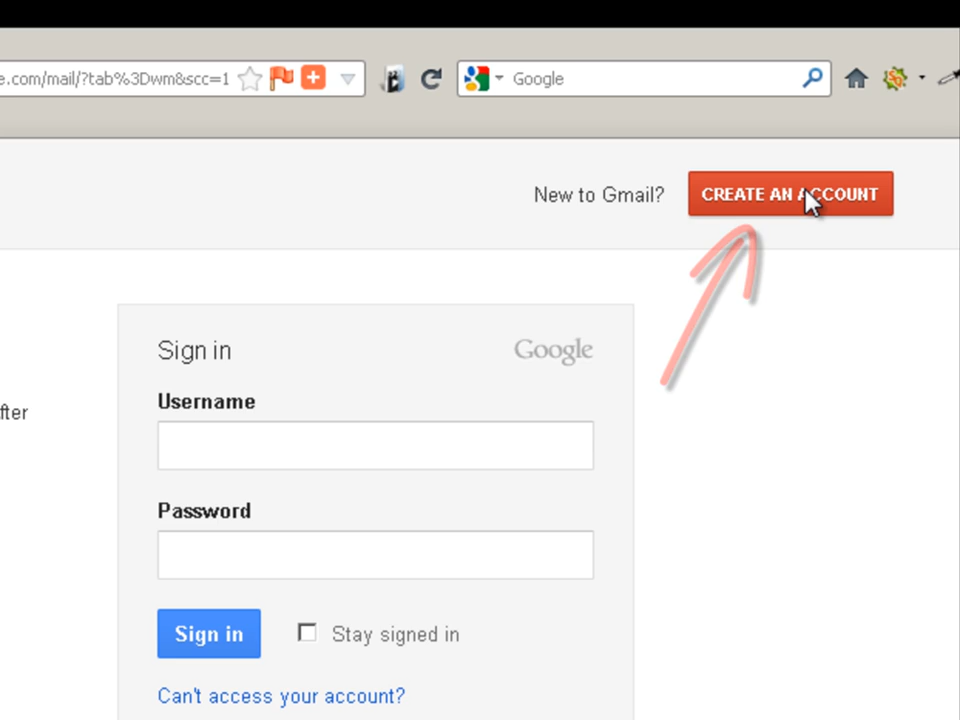 e.com/mail/?tab%3Dwm&scc=1
Google
New to Gmail?
CREATE AN ACCOUNT
Sign in
Google
fter
Username
Password
Sign in
Stay signed in
Can't access your account?